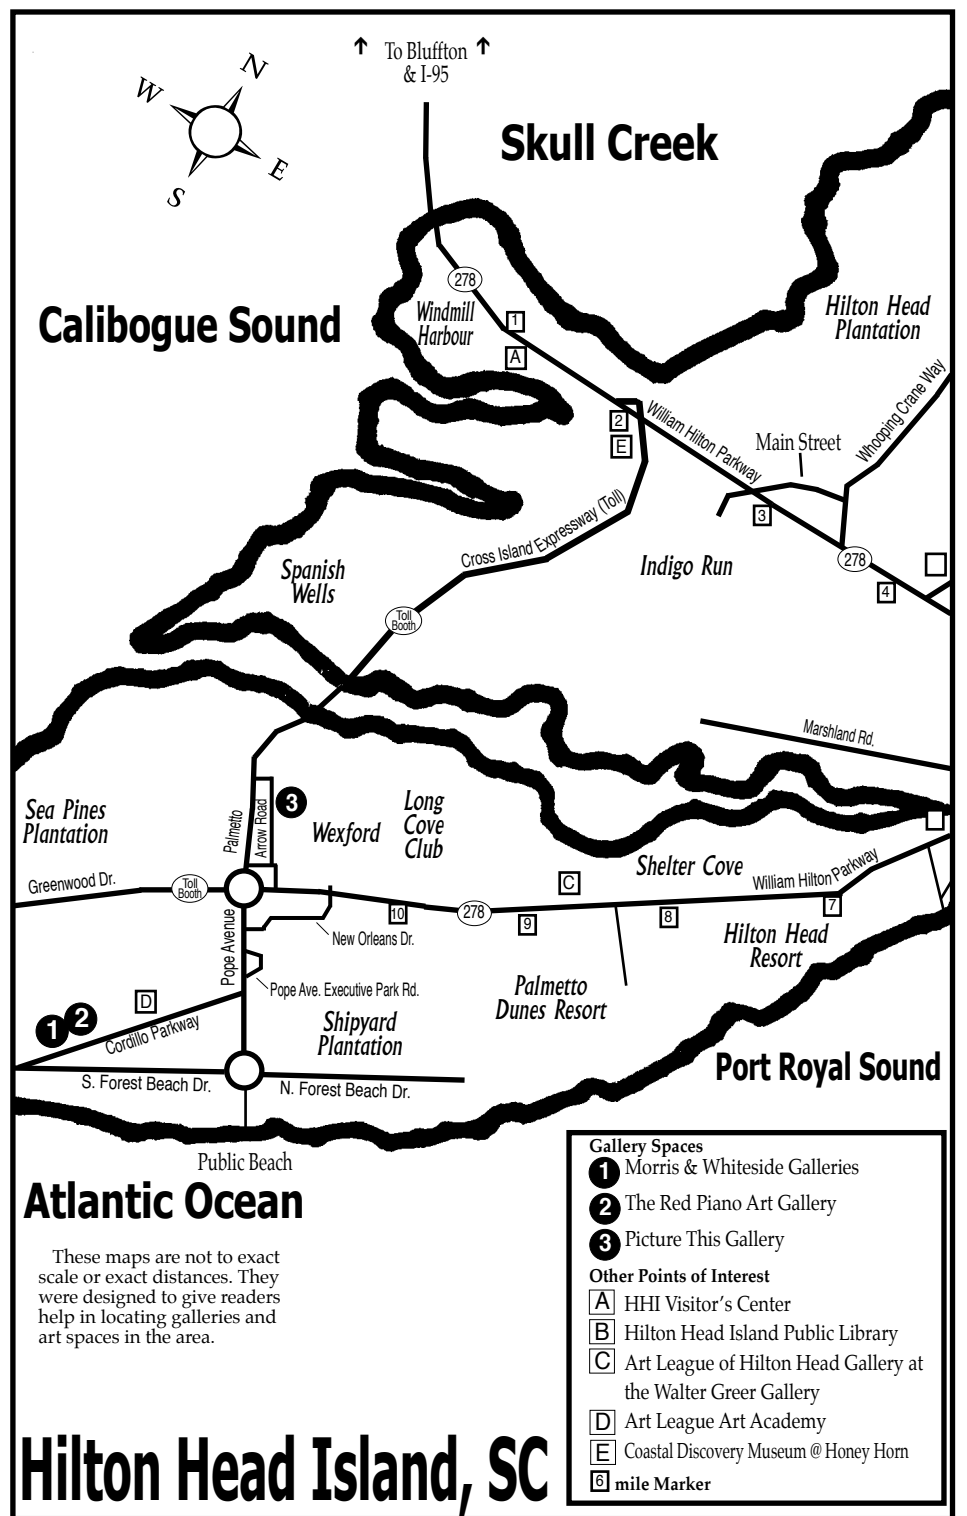 To Bluffton
& I-95
N
W
E
S
Skull Creek
278
Windmill
Harbour
1
A
Calibogue Sound
Hilton Head
Plantation
2
E
William Hilton Parkway
Main Street
Whooping Crane Way
3
Cross Island Expressway (Toll)
Indigo Run
278
4
Spanish
Wells
Toll
Booth
Marshland Rd.
Sea Pines
Plantation
Palmetto
Arrow Road
3
Wexford
Long
Cove
Club
Shelter Cove
William Hilton Parkway
Greenwood Dr.
Toll
Booth
C
10
278
9
8
7
New Orleans Dr.
Hilton Head
Resort
Pope Avenue
Pope Ave. Executive Park Rd.
Palmetto
Dunes Resort
D
1
2
Cordillo Parkway
Shipyard
Plantation
S. Forest Beach Dr.
N. Forest Beach Dr.
Port Royal Sound
Public Beach
Atlantic Ocean
These maps are not to exact
scale or exact distances. They
were designed to give readers
help in locating galleries and
art spaces in the area.
Gallery Spaces
1 Morris & Whiteside Galleries
2 The Red Piano Art Gallery
3 Picture This Gallery
Other Points of Interest
A HHI Visitor's Center
B Hilton Head Island Public Library
C Art League of Hilton Head Gallery at
the Walter Greer Gallery
D Art League Art Academy
E Coastal Discovery Museum @ Honey Horn
6 mile Marker
Hilton Head Island, SC